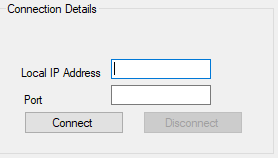 Connection Details
Local IP Address
Port
Connect
Disconnect